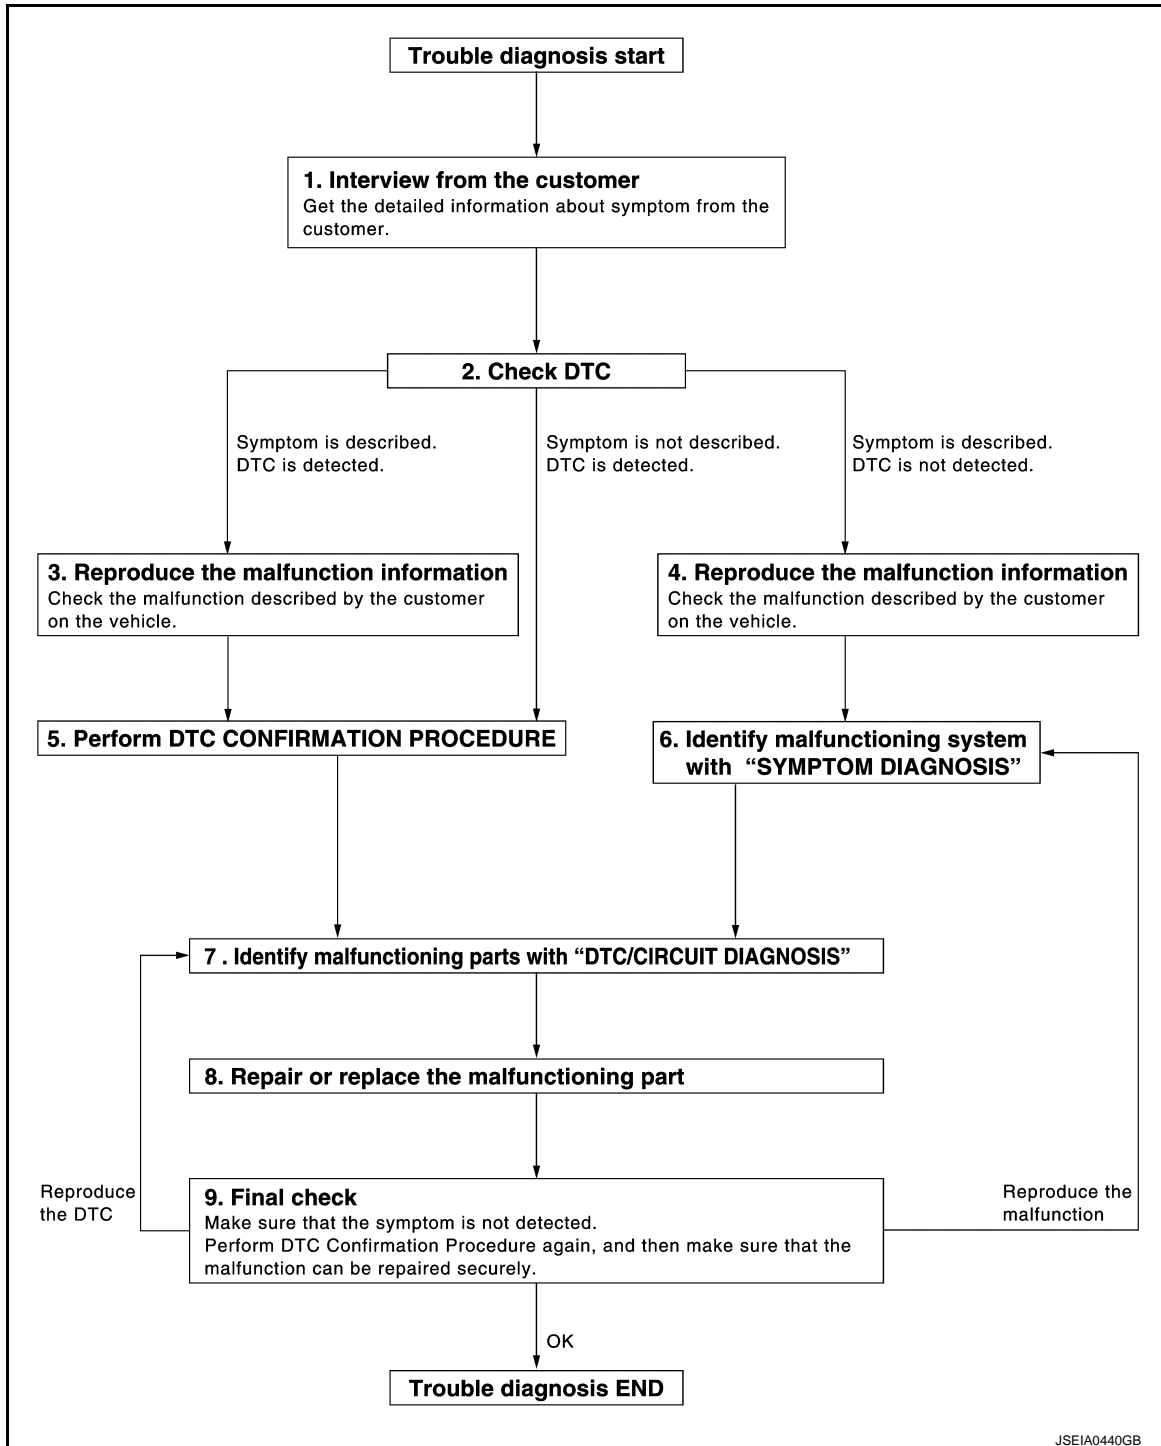 Trouble diagnosis start
1. Interview from the customer
Get the detailed information about symptom from the
customer.
2. Check DTC
Symptom is described.
DTC is detected.
Symptom is not described.
DTC is detected.
Symptom is described.
DTC is not detected.
3. Reproduce the malfunction information
Check the malfunction described by the customer
on the vehicle.
4. Reproduce the malfunction information
Check the malfunction described by the customer
on the vehicle.
5. Perform DTC CONFIRMATION PROCEDURE
6. Identify malfunctioning system
with “SYMPTOM DIAGNOSIS”
7 . Identify malfunctioning parts with “DTC/CIRCUIT DIAGNOSIS”
8. Repair or replace the malfunctioning part
Reproduce
the DTC
9. Final check
Make sure that the symptom is not detected.
Perform DTC Confirmation Procedure again, and then make sure that the
malfunction can be repaired securely.
Reproduce the
malfunction
OK
Trouble diagnosis END
JSEIA0440GB